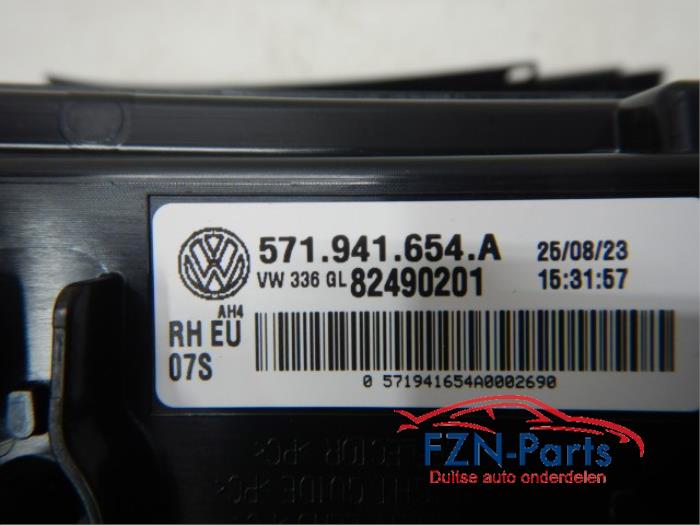 571.941.654.A 25/08/23
VW 336 GL 82490201 15:31:57
AH4
RH EU
07S
0 571941654A0002690
FZN-Parts
Duitse auto onderdelen